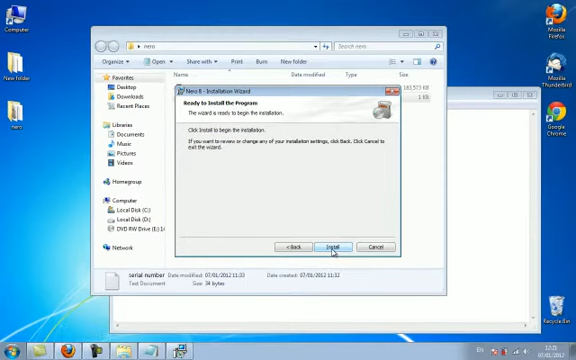 Computer
New folder
nero
Mozilla
Firefox
Mozilla
Thunderbird
Google
Chrome
Recycle Bin
nero
Search nero
Organize
Open
Share with
Print
Burn
New folder
Name
Date modified
Type
Favorites
Desktop
Downloads
Recent Places
Libraries
Documents
Music
Pictures
Videos
Homegroup
Computer
Local Disk (C:)
Local Disk (D:)
DVD RW Drive (E:)
Network
1 KB
Nero 8 - Installation Wizard
Ready to Install the Program
The wizard is ready to begin the installation.
Click Install to begin the installation.
If you want to review or change any of your installation settings, click Back. Click Cancel to
exit the wizard.
< Back
Install
Cancel
serial number
Date modified: 07/01/2012 11:33
Date created: 07/01/2012 11:32
Text Document
Size: 34 bytes
EN
07/01/2012